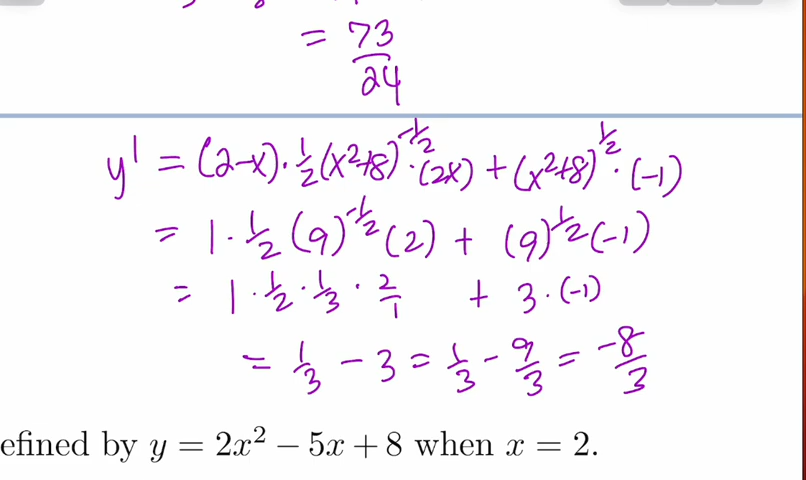 = 73/24
y' = (2-x)·½(x²+8)^(-½)·(2x) + (x²+8)^(½)·(-1)
= 1·½(9)^(-½)(2) + (9)^(½)(-1)
= 1·½·⅓·2/1 + 3·(-1)
= ⅓ - 3 = ⅓ - 9/3 = -8/3
efined by y = 2x² − 5x + 8 when x = 2.